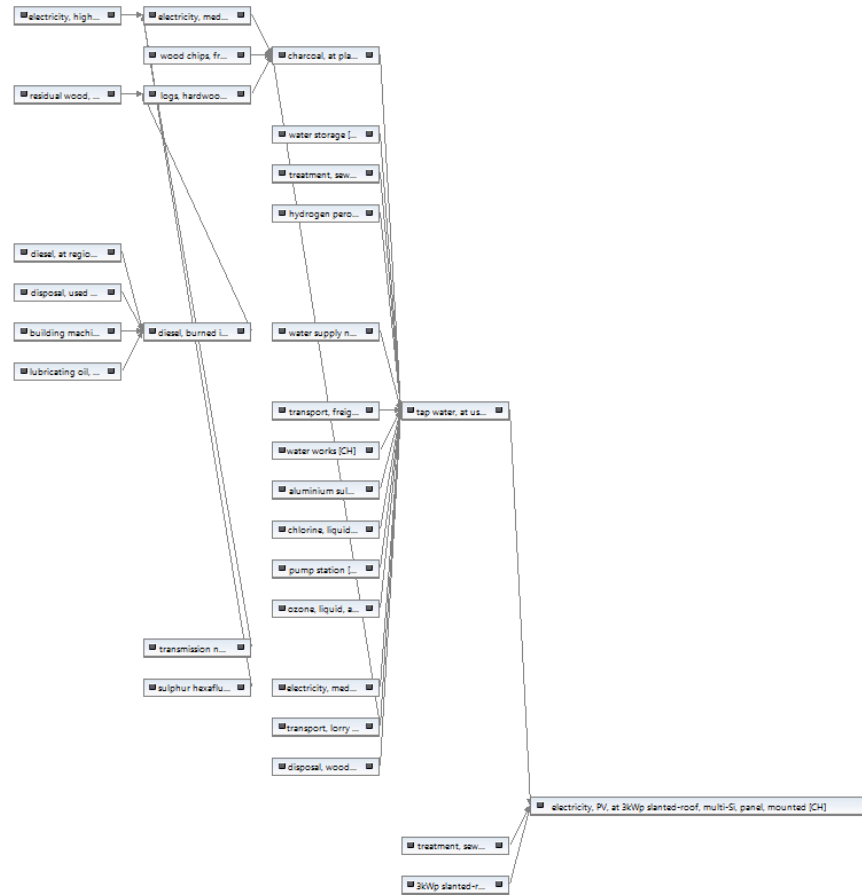 electricity, high...
electricity, med...
wood chips, fr...
charcoal, at pla...
residual wood, ...
logs, hardwoo...
water storage [...
treatment, sew...
hydrogen pero...
diesel, at regio...
disposal, used ...
building machi...
diesel, burned i...
water supply n...
lubricating oil, ...
transport, freig...
tap water, at us...
water works [CH]
aluminium sul...
chlorine, liquid...
pump station [...
ozone, liquid, a...
transmission n...
sulphur hexaflu...
electricity, med...
transport, lorry ...
disposal, wood...
electricity, PV, at 3kWp slanted-roof, multi-Si, panel, mounted [CH]
treatment, sew...
3kWp slanted-r...